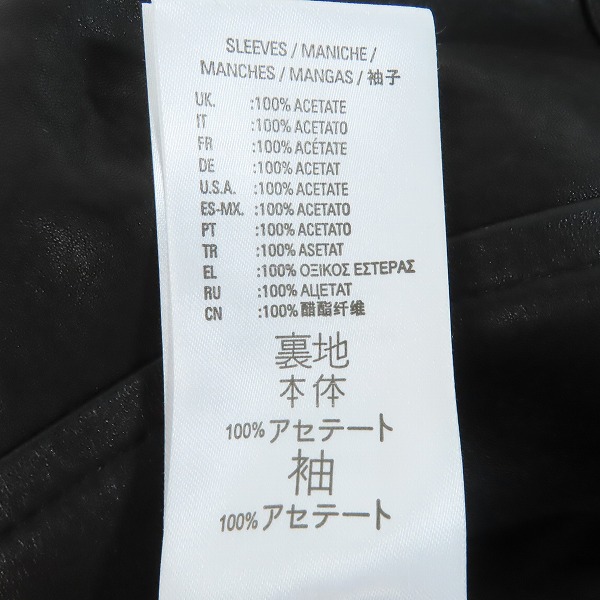 SLEEVES / MANICHE /
MANCHES / MANGAS / 袖子
UK. :100% ACETATE
IT :100% ACETATO
FR :100% ACÉTATE
DE :100% ACETAT
U.S.A. :100% ACETATE
ES-MX. :100% ACETATO
PT :100% ACETATO
TR :100% ASETAT
EL :100% ΟΞΙΚΟΣ ΕΣΤΕΡΑΣ
RU :100% АЦЕТАТ
CN :100% 醋酯纤维
裏地
本体
100% アセテート
袖
100% アセテート